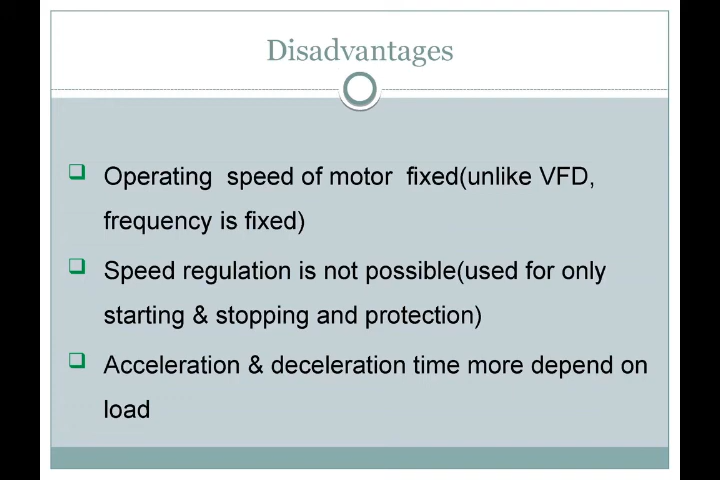 Disadvantages
Operating speed of motor fixed(unlike VFD,
frequency is fixed)
Speed regulation is not possible(used for only
starting & stopping and protection)
Acceleration & deceleration time more depend on
load